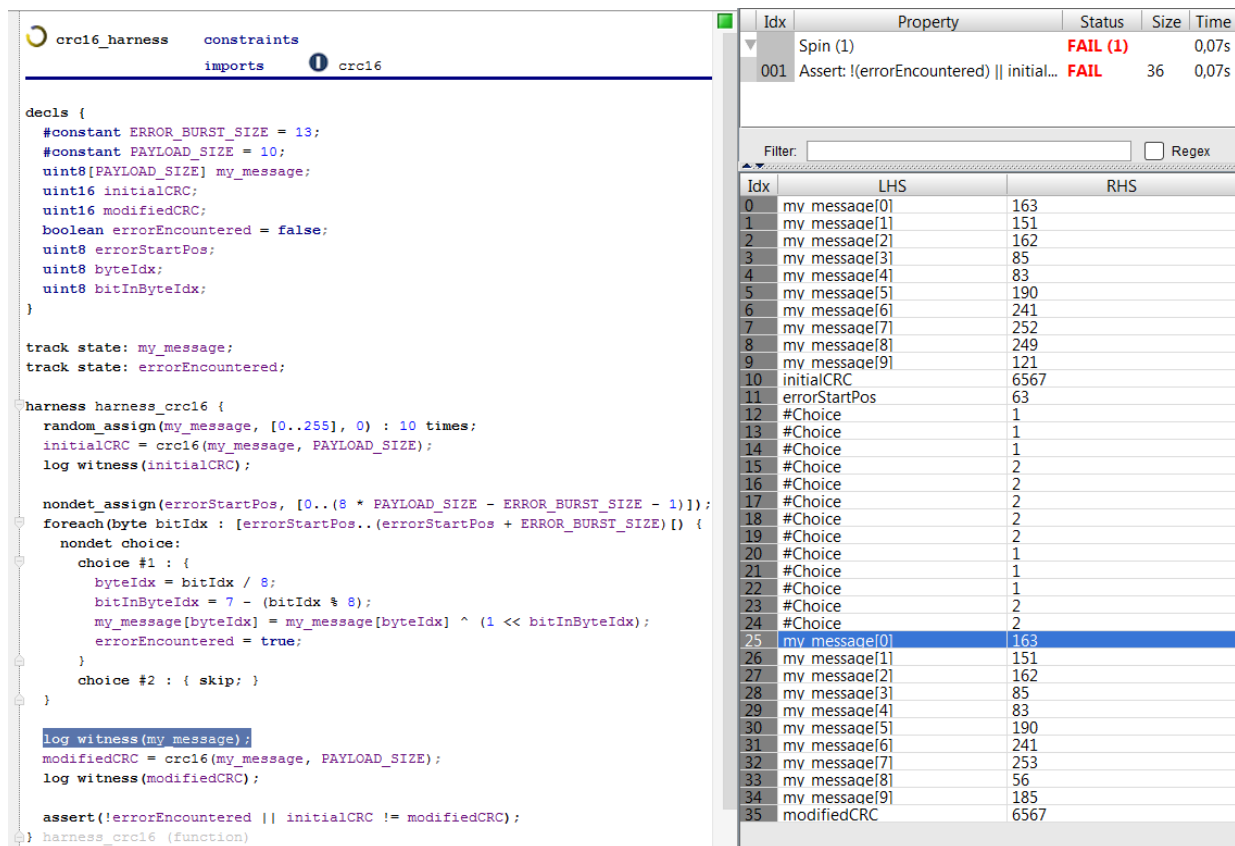 crc16_harness constraints
imports I crc16
decls {
#constant ERROR_BURST_SIZE = 13;
#constant PAYLOAD_SIZE = 10;
uint8[PAYLOAD_SIZE] my_message;
uint16 initialCRC;
uint16 modifiedCRC;
boolean errorEncountered = false;
uint8 errorStartPos;
uint8 byteIdx;
uint8 bitInByteIdx;
}
track state: my_message;
track state: errorEncountered;
harness harness_crc16 {
random_assign(my_message, [0..255], 0) : 10 times;
initialCRC = crc16(my_message, PAYLOAD_SIZE);
log witness(initialCRC);
nondet_assign(errorStartPos, [0..(8 * PAYLOAD_SIZE - ERROR_BURST_SIZE - 1)]);
foreach(byte bitIdx : [errorStartPos..(errorStartPos + ERROR_BURST_SIZE)[) {
nondet choice:
choice #1 : {
byteIdx = bitIdx / 8;
bitInByteIdx = 7 - (bitIdx % 8);
my_message[byteIdx] = my_message[byteIdx] ^ (1 << bitInByteIdx);
errorEncountered = true;
}
choice #2 : { skip; }
}
log witness(my_message);
modifiedCRC = crc16(my_message, PAYLOAD_SIZE);
log witness(modifiedCRC);
assert(!errorEncountered || initialCRC != modifiedCRC);
} harness_crc16 (function)
Idx Property Status Size Time
Spin (1) FAIL (1) 0,07s
001 Assert: !(errorEncountered) || initial... FAIL 36 0,07s
Filter: Regex
Idx LHS RHS
0 my_message[0] 163
1 my_message[1] 151
2 my_message[2] 162
3 my_message[3] 85
4 my_message[4] 83
5 my_message[5] 190
6 my_message[6] 241
7 my_message[7] 252
8 my_message[8] 249
9 my_message[9] 121
10 initialCRC 6567
11 errorStartPos 63
12 #Choice 1
13 #Choice 1
14 #Choice 1
15 #Choice 2
16 #Choice 2
17 #Choice 2
18 #Choice 2
19 #Choice 2
20 #Choice 1
21 #Choice 1
22 #Choice 1
23 #Choice 2
24 #Choice 2
25 my_message[0] 163
26 my_message[1] 151
27 my_message[2] 162
28 my_message[3] 85
29 my_message[4] 83
30 my_message[5] 190
31 my_message[6] 241
32 my_message[7] 253
33 my_message[8] 56
34 my_message[9] 185
35 modifiedCRC 6567